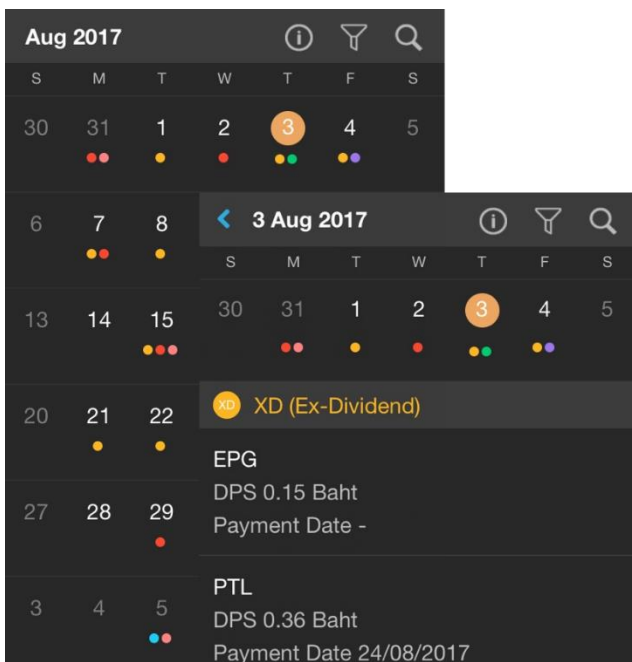 Aug 2017
S M T W T F S
30 31 1 2 3 4 5
6 7 8
13 14 15
20 21 22
27 28 29
3 4 5
3 Aug 2017
S M T W T F S
30 31 1 2 3 4 5
XD XD (Ex-Dividend)
EPG
DPS 0.15 Baht
Payment Date -
PTL
DPS 0.36 Baht
Payment Date 24/08/2017